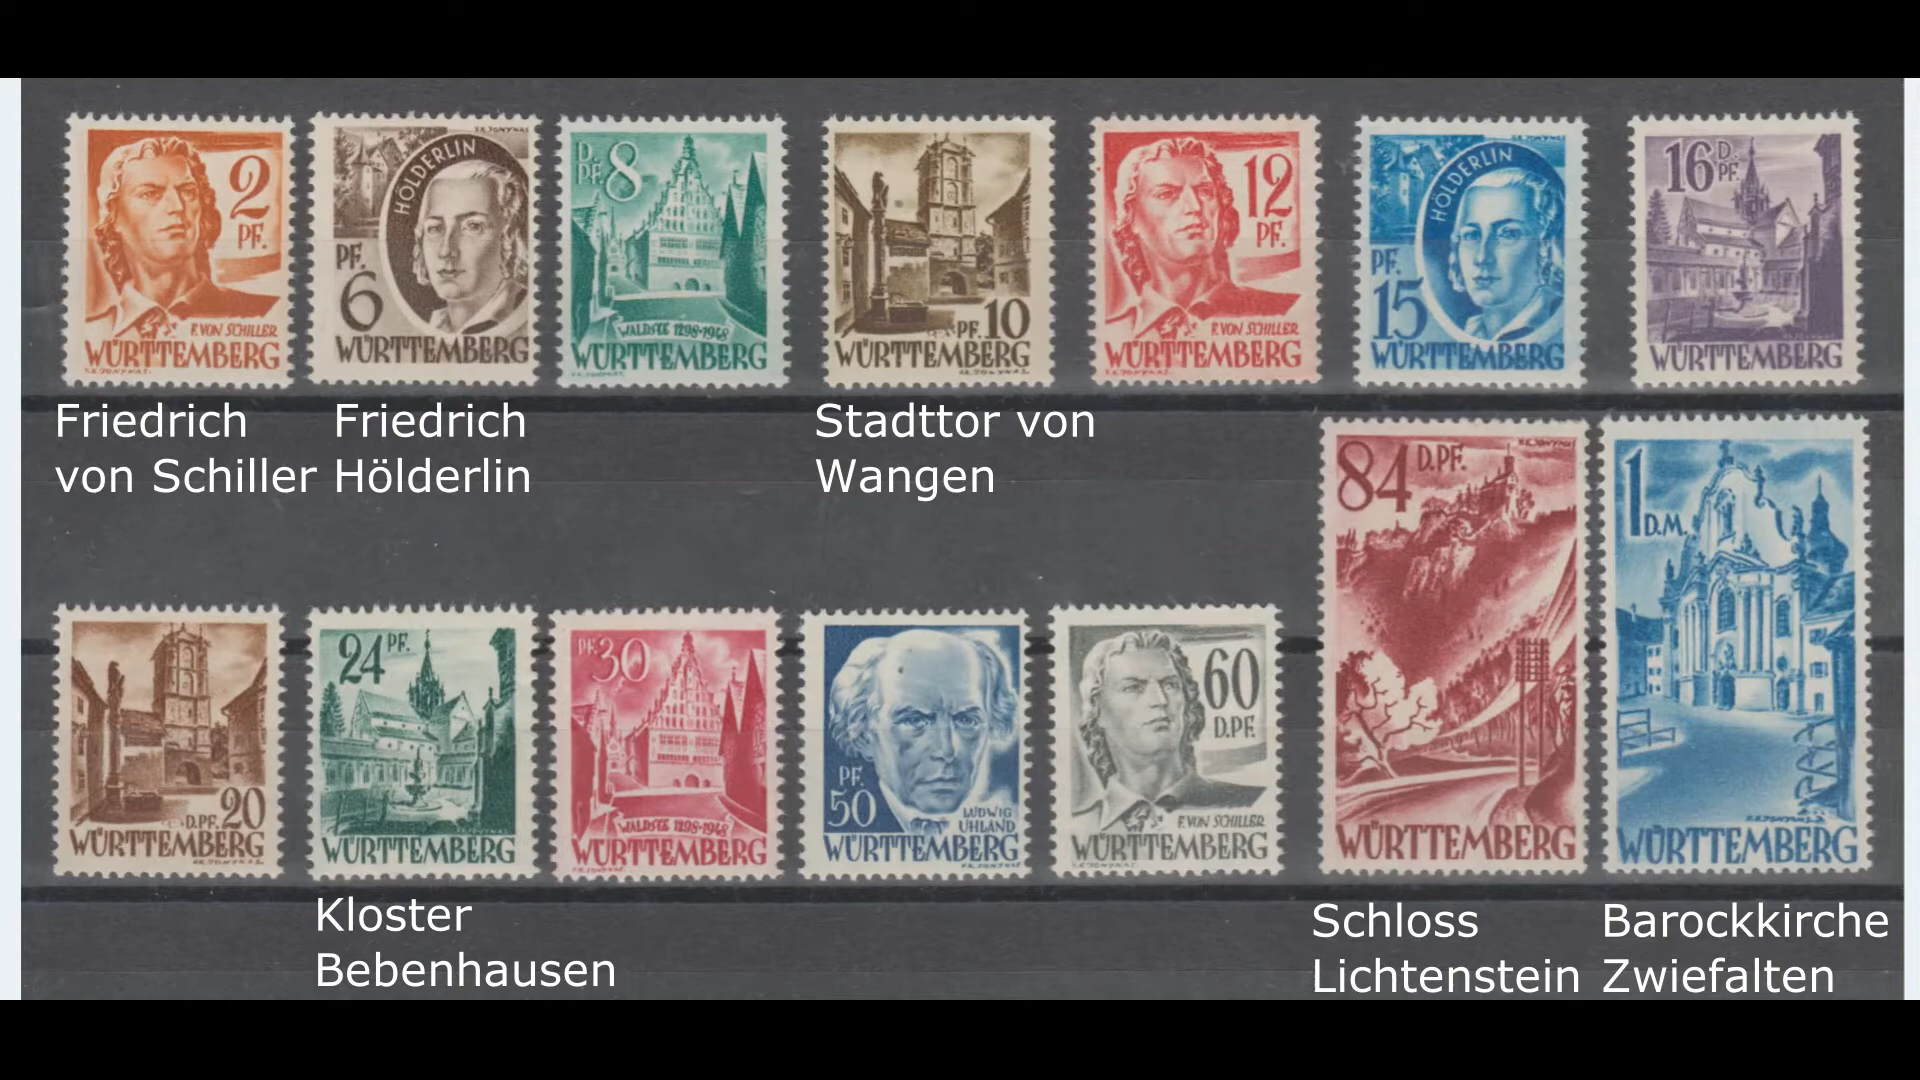 2
PF.
F. VON SCHILLER
WÜRTTEMBERG
HÖLDERLIN
PF.
6
WÜRTTEMBERG
D.
PF. 8
WALDSEE 1298-1948
WÜRTTEMBERG
PF. 10
WÜRTTEMBERG
12
PF.
F. VON SCHILLER
WÜRTTEMBERG
HÖLDERLIN
PF.
15
WÜRTTEMBERG
16 D.
PF.
WÜRTTEMBERG
Friedrich
von Schiller
Friedrich
Hölderlin
Stadttor von
Wangen
84 D.PF.
WÜRTTEMBERG
1 D.M.
WÜRTTEMBERG
D.PF. 20
WÜRTTEMBERG
24 PF.
WÜRTTEMBERG
PF. 30
WALDSEE 1298-1948
WÜRTTEMBERG
PF.
50
LUDWIG
UHLAND
WÜRTTEMBERG
60
D.PF.
F. VON SCHILLER
WÜRTTEMBERG
Kloster
Bebenhausen
Schloss
Lichtenstein
Barockkirche
Zwiefalten